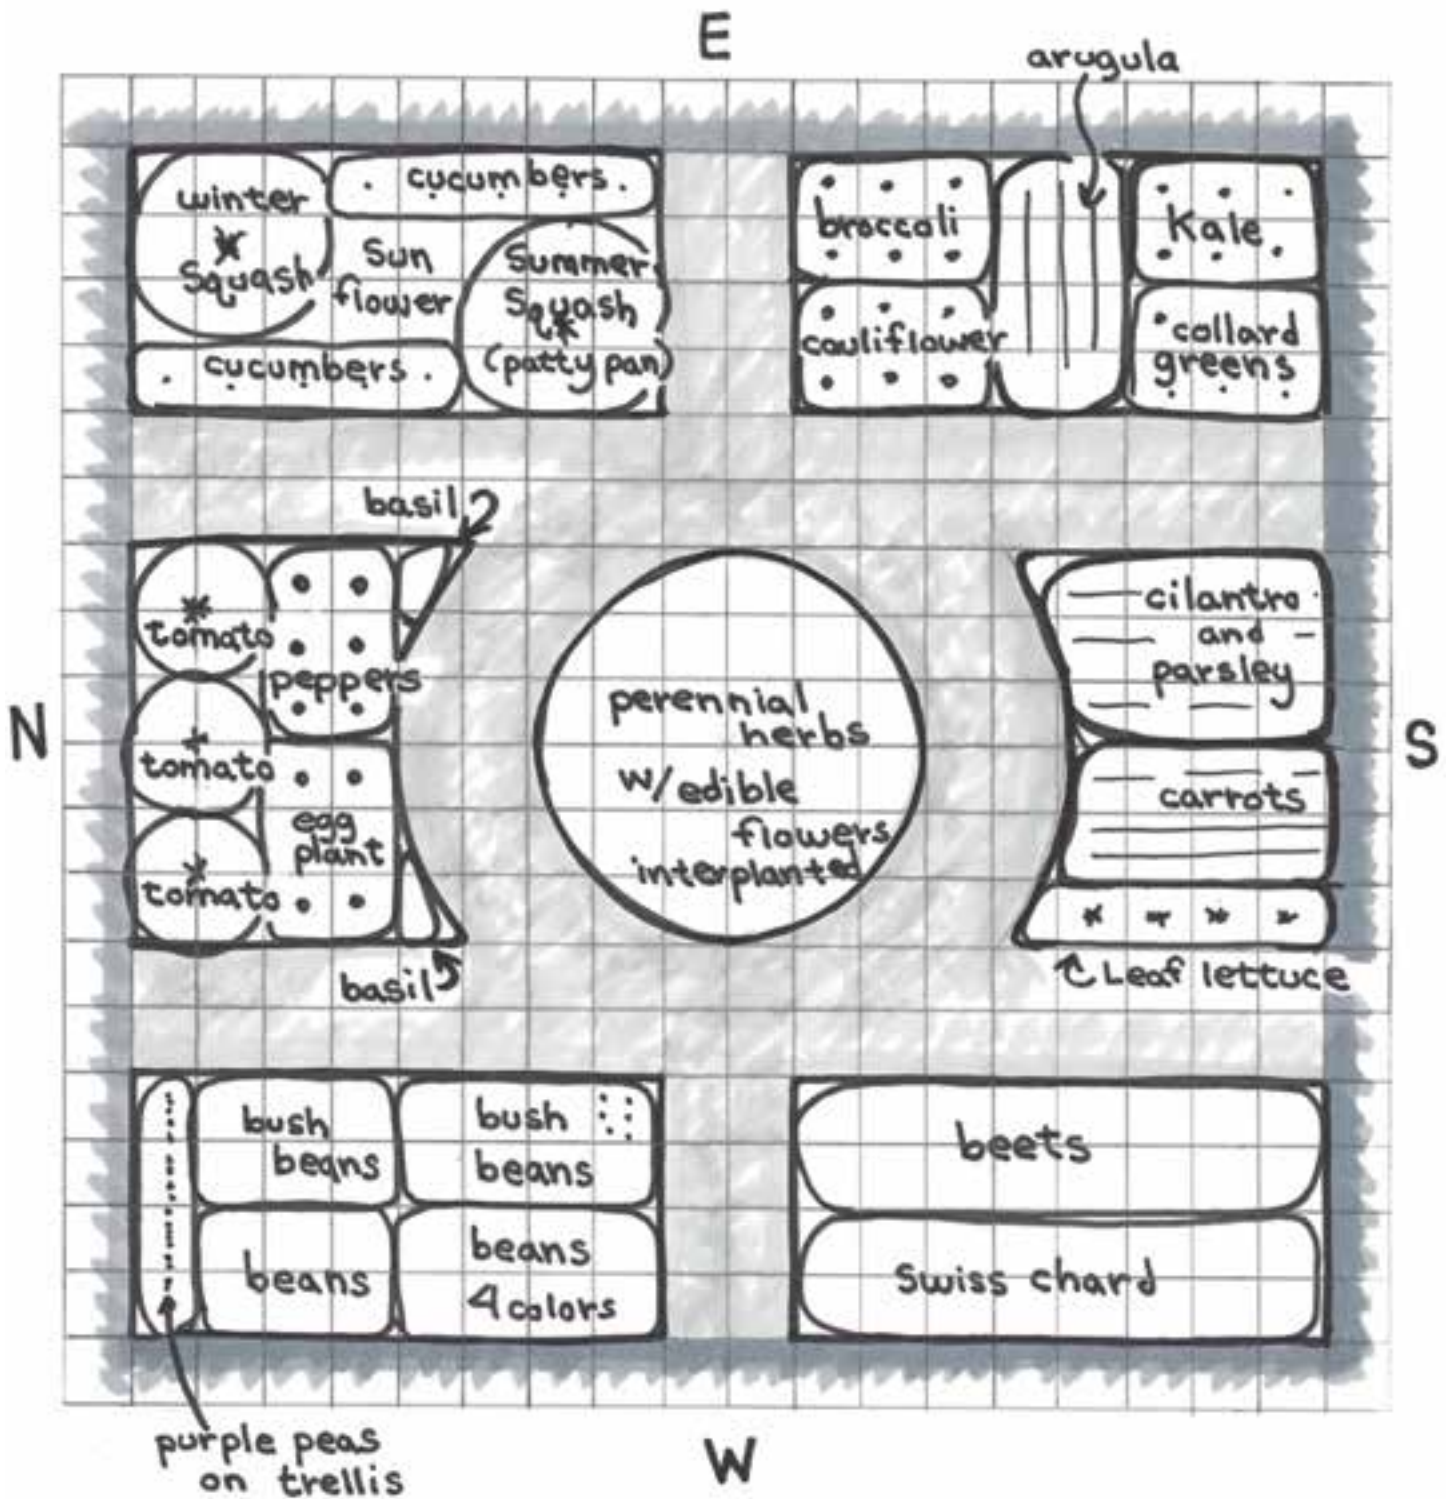 E
arugula
winter
Squash
cucumbers
Sun
flower
Summer
Squash
(patty pan)
cucumbers
broccoli
cauliflower
Kale
collard
greens
basil
tomato
tomato
tomato
peppers
egg
plant
basil
N
perennial
herbs
w/edible
flowers
interplanted
cilantro
and
parsley
carrots
Leaf lettuce
S
bush
beans
bush
beans
beans
beans
4 colors
purple peas
on trellis
beets
Swiss chard
W